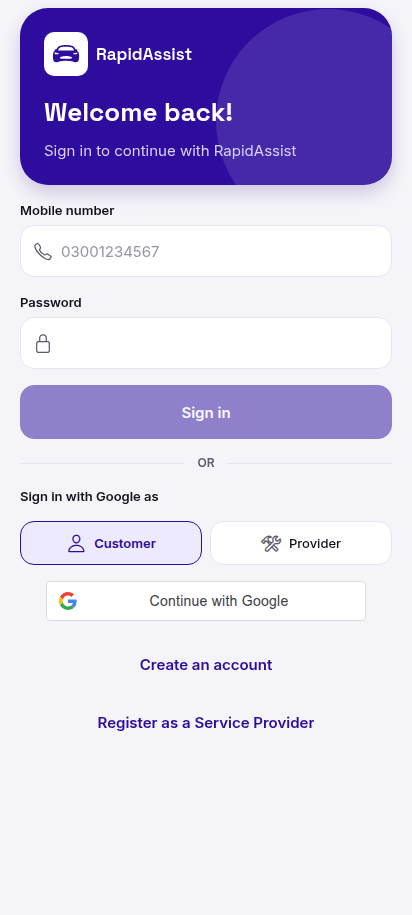 RapidAssist
Welcome back!
Sign in to continue with RapidAssist
Mobile number
03001234567
Password
Sign in
OR
Sign in with Google as
Customer
Provider
Continue with Google
Create an account
Register as a Service Provider